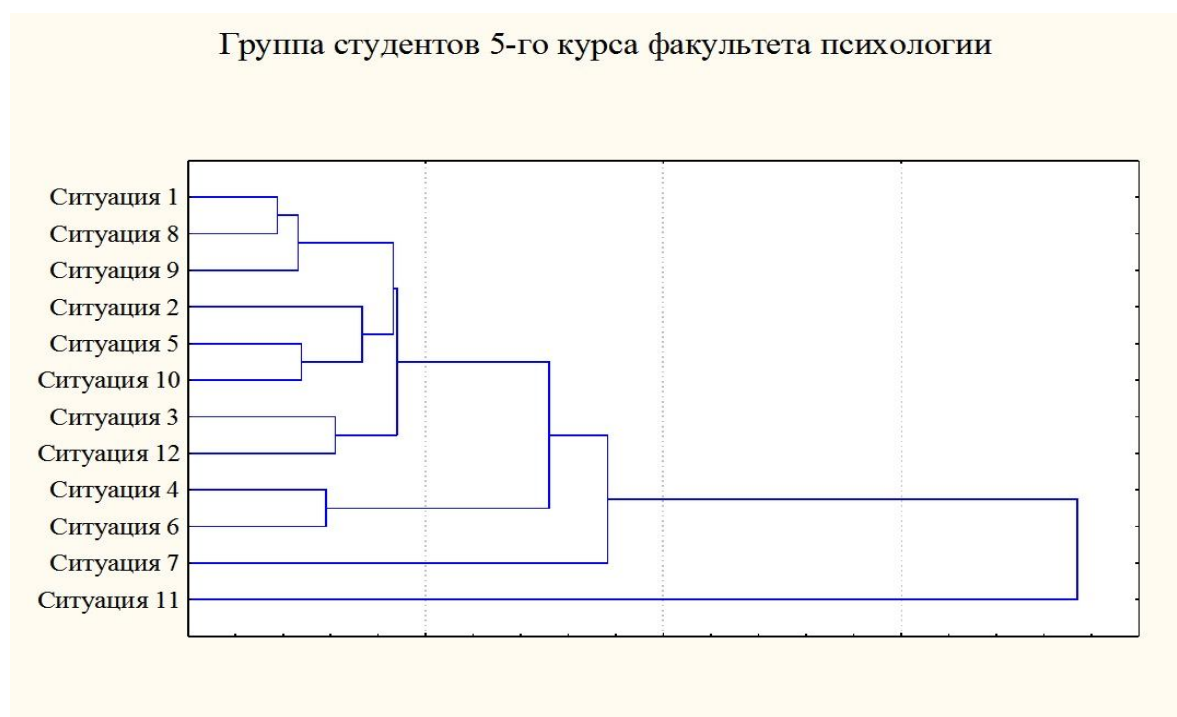 Группа студентов 5-го курса факультета психологии
Ситуация 1
Ситуация 8
Ситуация 9
Ситуация 2
Ситуация 5
Ситуация 10
Ситуация 3
Ситуация 12
Ситуация 4
Ситуация 6
Ситуация 7
Ситуация 11